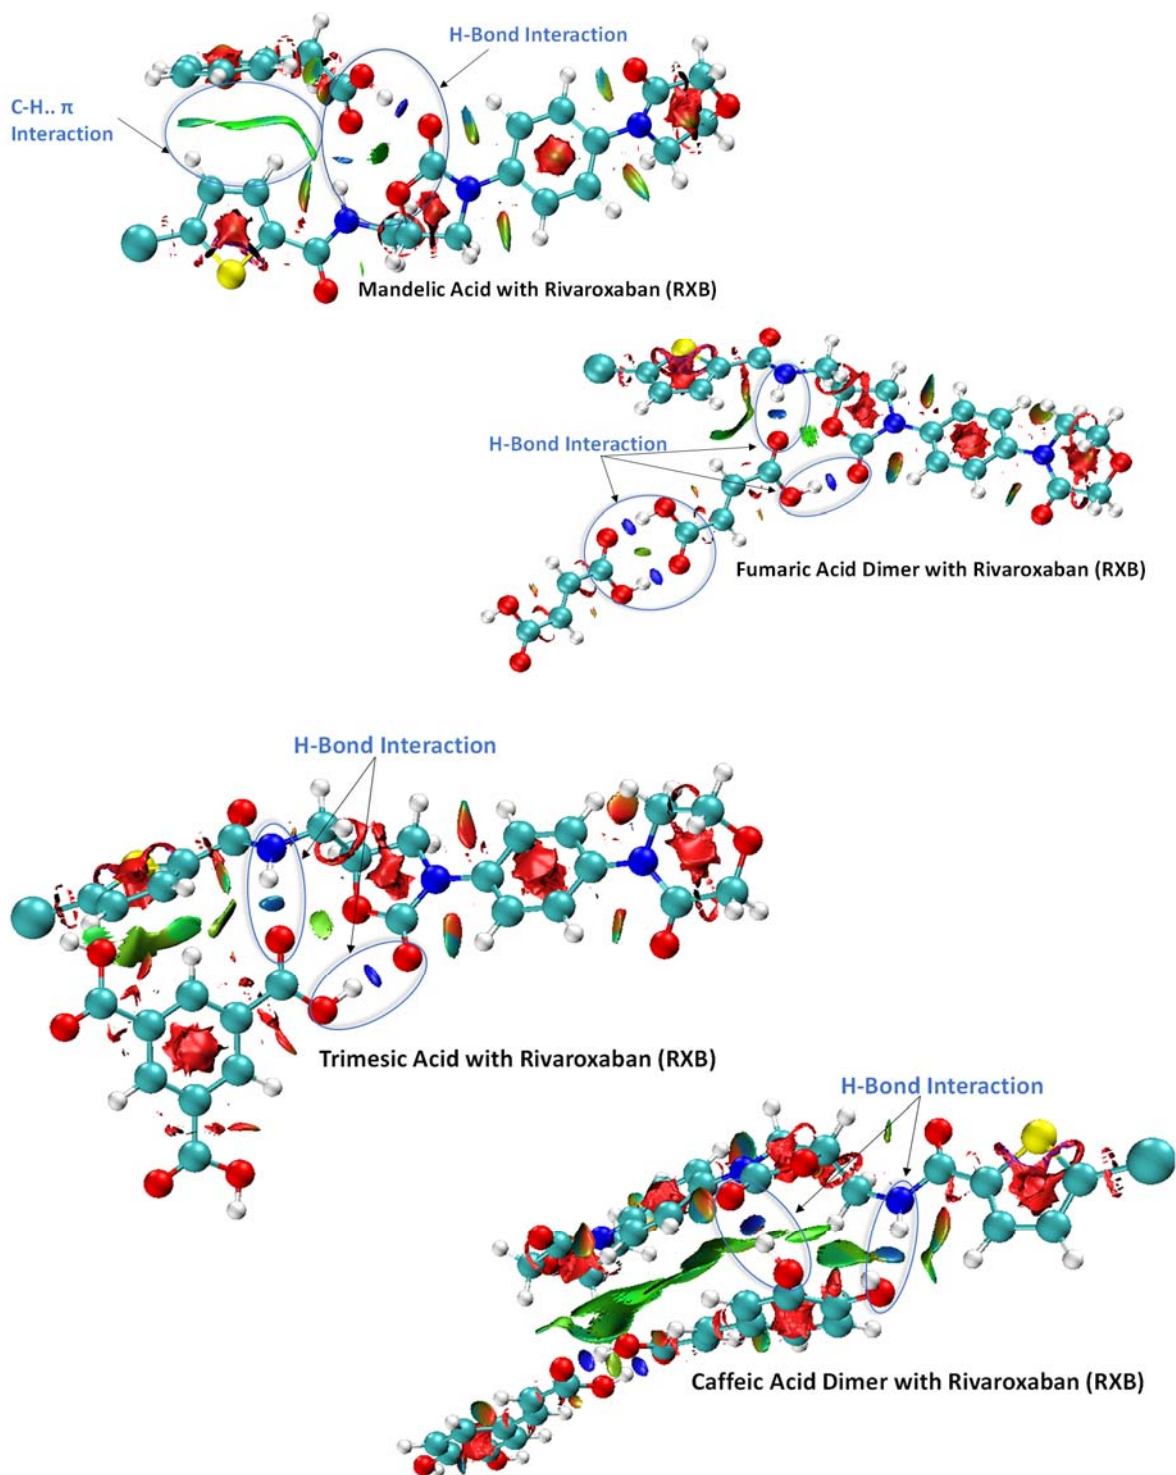 H-Bond Interaction
C-H.. π
Interaction
Mandelic Acid with Rivaroxaban (RXB)
H-Bond Interaction
Fumaric Acid Dimer with Rivaroxaban (RXB)
H-Bond Interaction
Trimesic Acid with Rivaroxaban (RXB)
H-Bond Interaction
Caffeic Acid Dimer with Rivaroxaban (RXB)